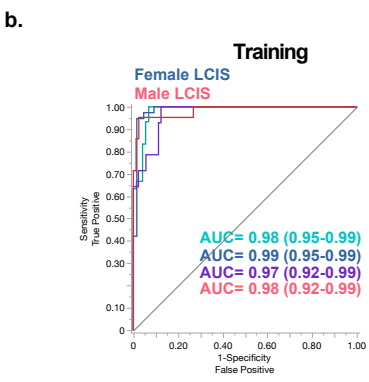 b.
Training
Female LCIS
Male LCIS
1.00
0.90
0.80
0.70
0.60
0.50
0.40
0.30
0.10
0
Sensitivity
True Positive
AUC= 0.98 (0.95-0.99)
AUC= 0.99 (0.95-0.99)
AUC= 0.97 (0.92-0.99)
AUC= 0.98 (0.92-0.99)
0 0.20 0.40 0.60 0.80 1.00
1-Specificity
False Positive